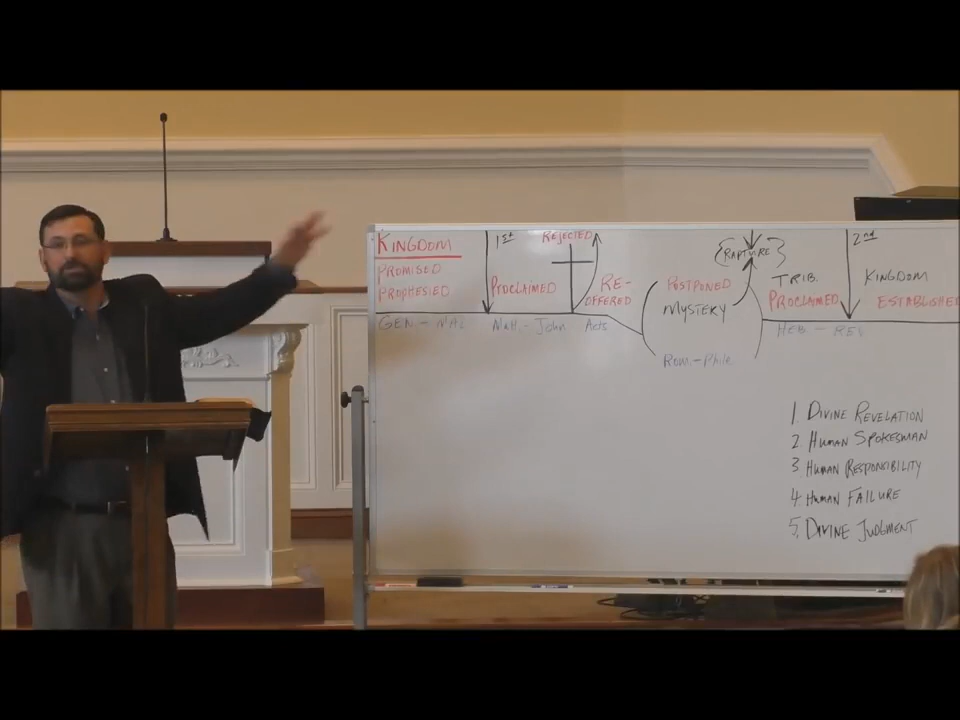 KINGDOM
PROMISED
PROPHESIED
GEN. - MAL
1st
PROCLAIMED
Matt. - John
REJECTED
RE-
OFFERED
Acts
POSTPONED
MYSTERY
Rom - Phile
RAPTURE
TRIB.
PROCLAIMED
HEB - REV
2nd
KINGDOM
ESTABLISHED
1 DIVINE REVELATION
2. HUMAN SPOKESMAN
3. HUMAN RESPONSIBILITY
4. HUMAN FAILURE
5. DIVINE JUDGMENT